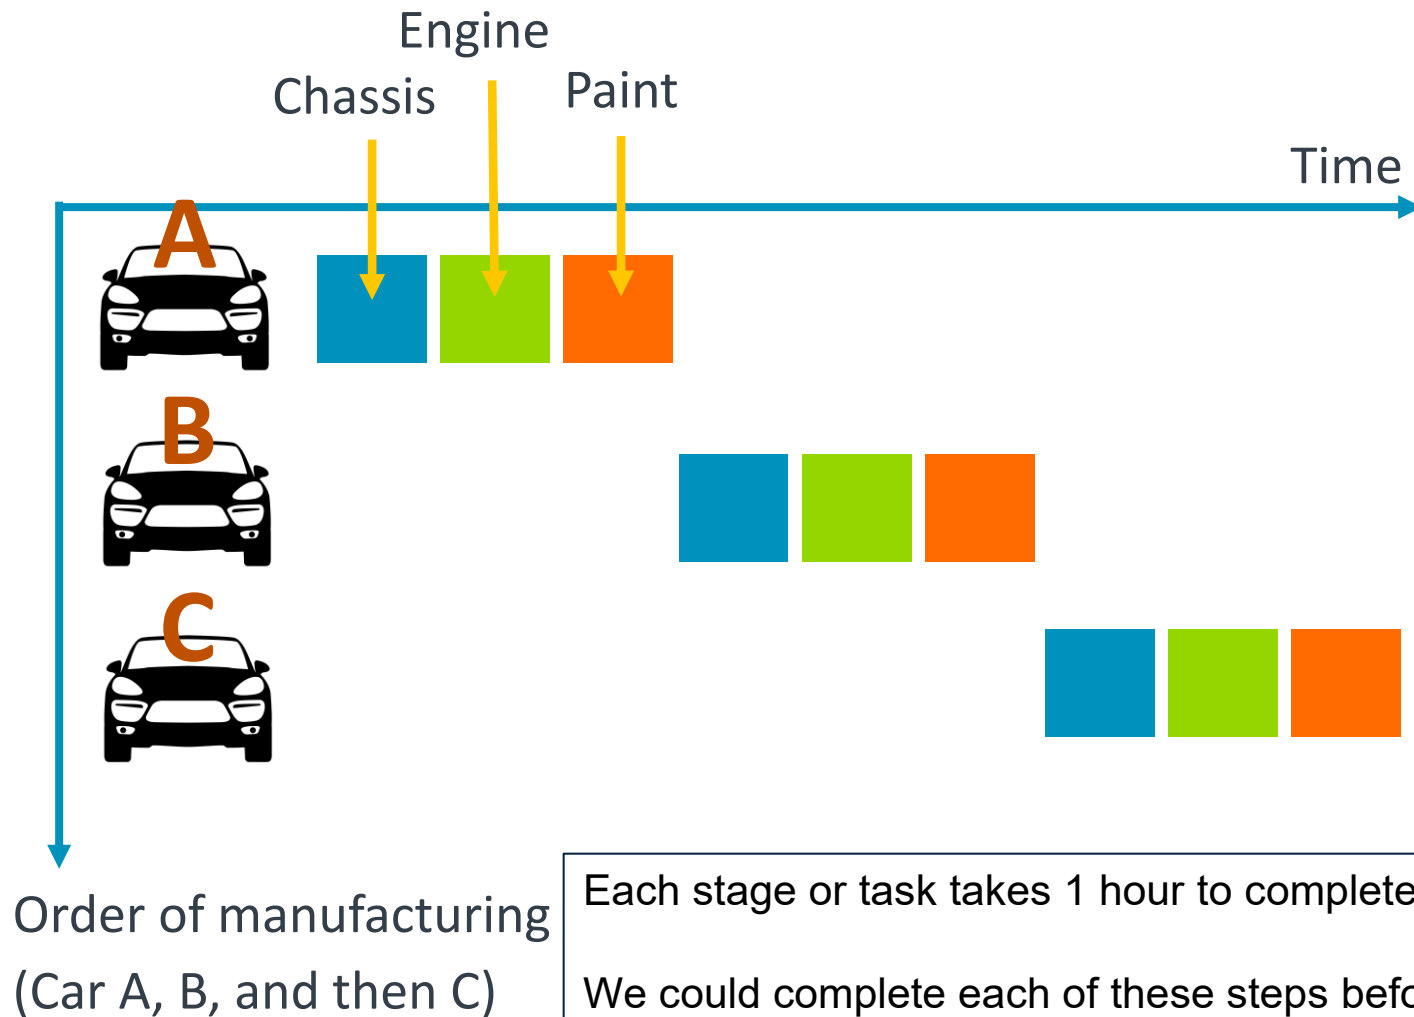 Engine
Chassis
Paint
Time
A
B
C
Order of manufacturing
(Car A, B, and then C)
Each stage or task takes 1 hour to complete
We could complete each of these steps